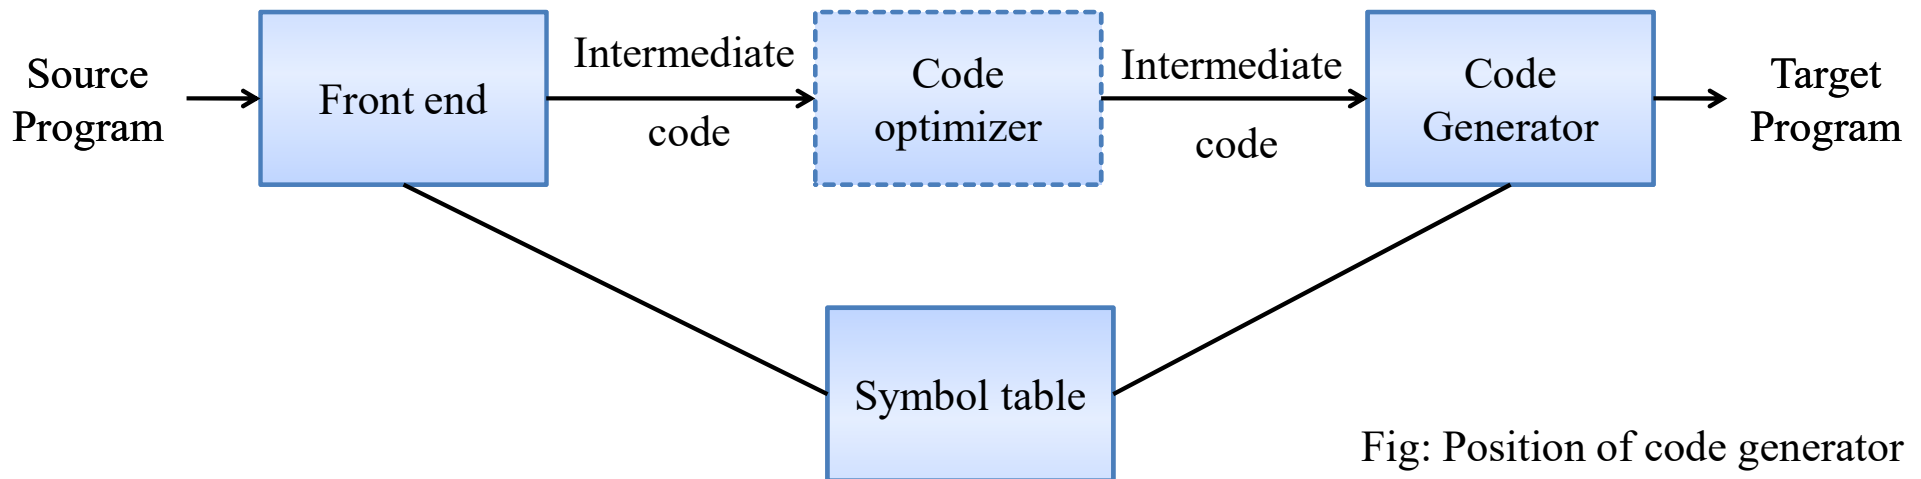 Source
Program
Front end
Intermediate
code
Code
optimizer
Intermediate
code
Code
Generator
Target
Program
Symbol table
Fig: Position of code generator